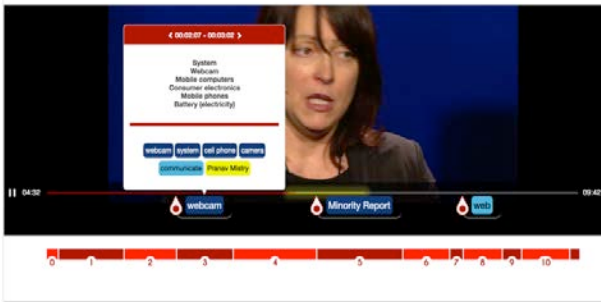 < 00:02:07 - 00:03:02 >
System
Webcam
Mobile computers
Consumer electronics
Mobile phones
Battery (electricity)
webcam system cell phone camera
communicate Pranav Mistry
04:32 09:42
webcam Minority Report web
0 1 2 3 4 5 6 7 8 9 10